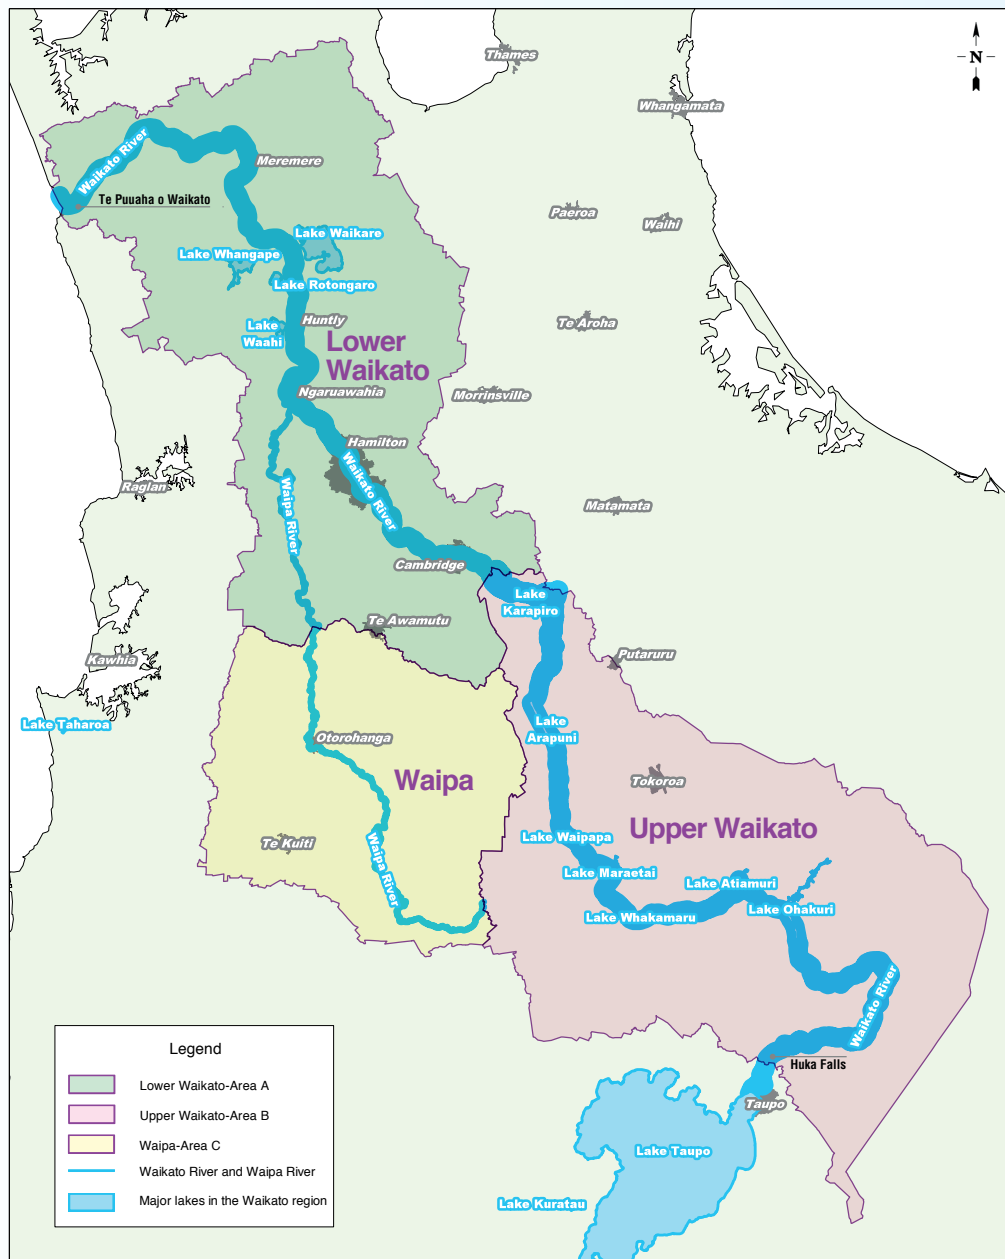 Thames
N
Whangamata
Waikato River
Meremere
Te Puuaha o Waikato
Paeroa
Waihi
Lake Waikare
Lake Whangape
Lake Rotongaro
Huntly
Te Aroha
Lake
Waahi
Lower
Waikato
Ngaruawahia
Morrinsville
Hamilton
Waikato River
Raglan
Waipa River
Matamata
Cambridge
Lake
Karapiro
Te Awamutu
Kawhia
Putaruru
Lake Taharoa
Lake
Arapuni
Otorohanga
Waipa
Tokoroa
Upper Waikato
Lake Waipapa
Te Kuiti
Waipa River
Lake Maraetai
Lake Atiamuri
Lake Whakamaru
Lake Ohakuri
Waikato River
Huka Falls
Taupo
Lake Taupo
Lake Kuratau
Legend
Lower Waikato-Area A
Upper Waikato-Area B
Waipa-Area C
Waikato River and Waipa River
Major lakes in the Waikato region